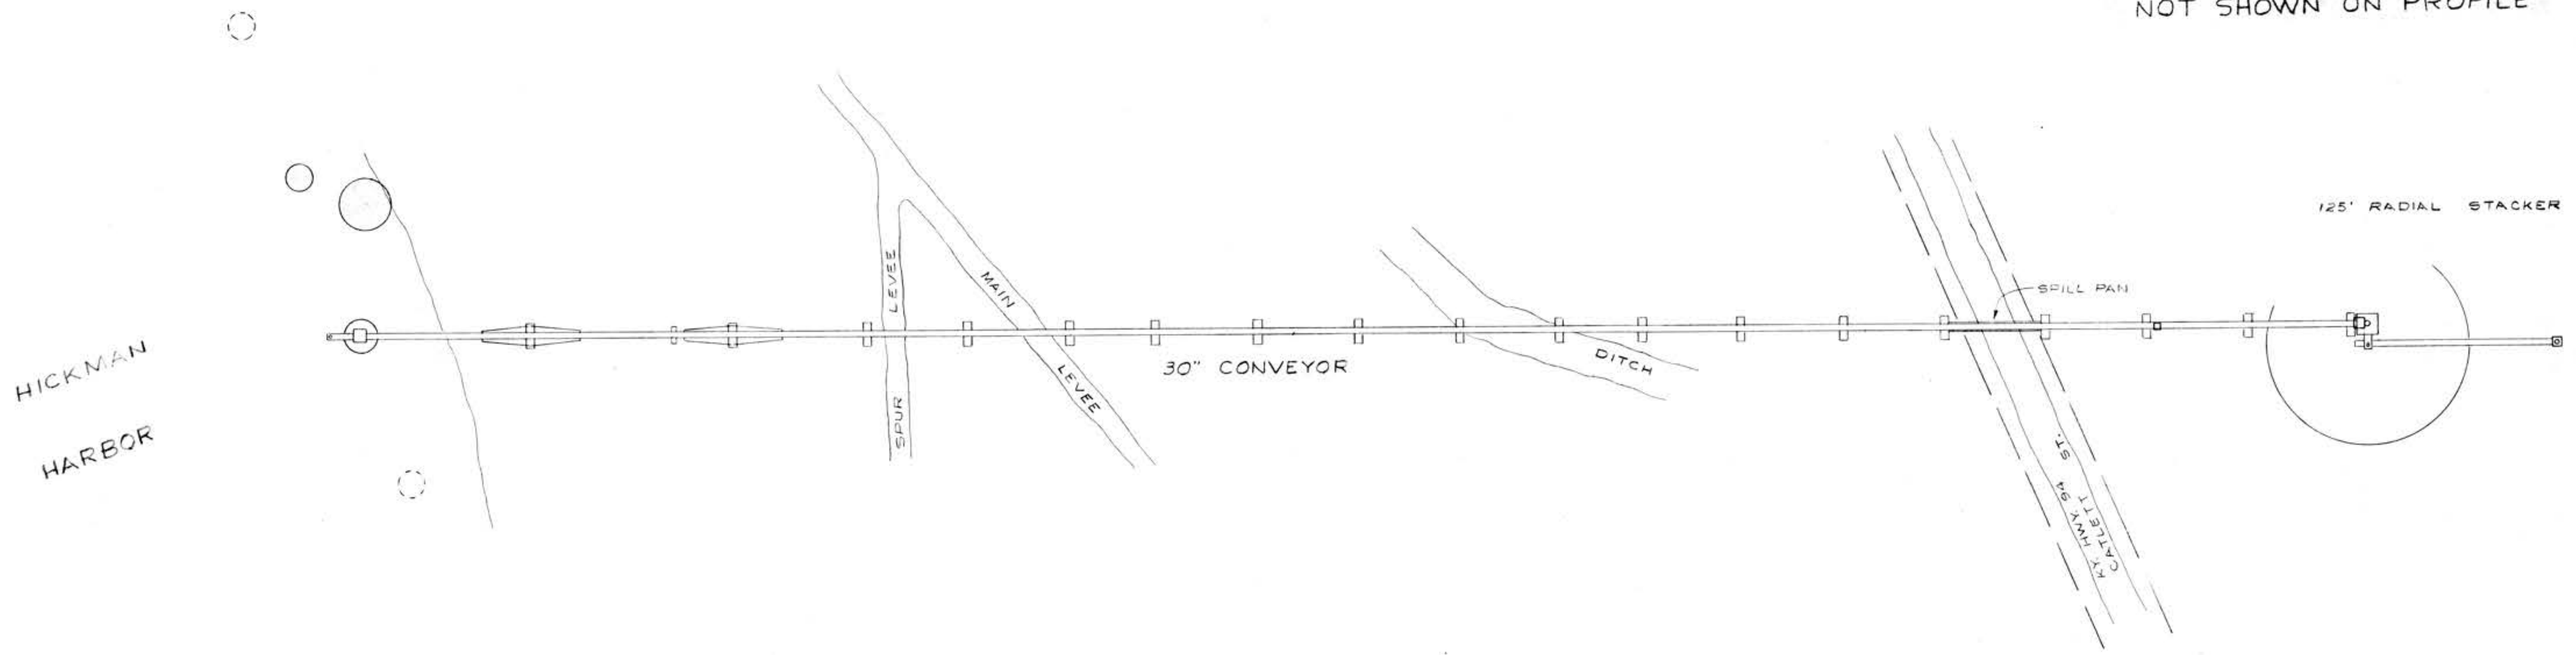 NOT SHOWN ON PROFILE
125' RADIAL STACKER
SPILL PAN
HICKMAN
HARBOR
SPUR LEVEE
MAIN LEVEE
30" CONVEYOR
DITCH
KY. HWY. 94
CATLETT ST.